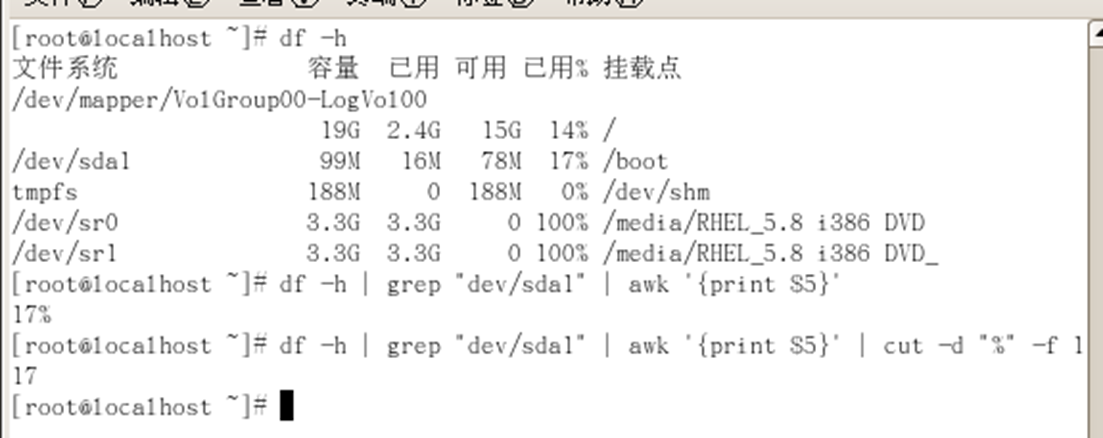 [root@localhost ~]# df -h
文件系统 容量 已用 可用 已用% 挂载点
/dev/mapper/VolGroup00-LogVol00
19G 2.4G 15G 14% /
/dev/sda1 99M 16M 78M 17% /boot
tmpfs 188M 0 188M 0% /dev/shm
/dev/sr0 3.3G 3.3G 0 100% /media/RHEL_5.8 i386 DVD
/dev/sr1 3.3G 3.3G 0 100% /media/RHEL_5.8 i386 DVD_
[root@localhost ~]# df -h | grep "dev/sda1" | awk '{print $5}'
17%
[root@localhost ~]# df -h | grep "dev/sda1" | awk '{print $5}' | cut -d "%" -f 1
17
[root@localhost ~]#